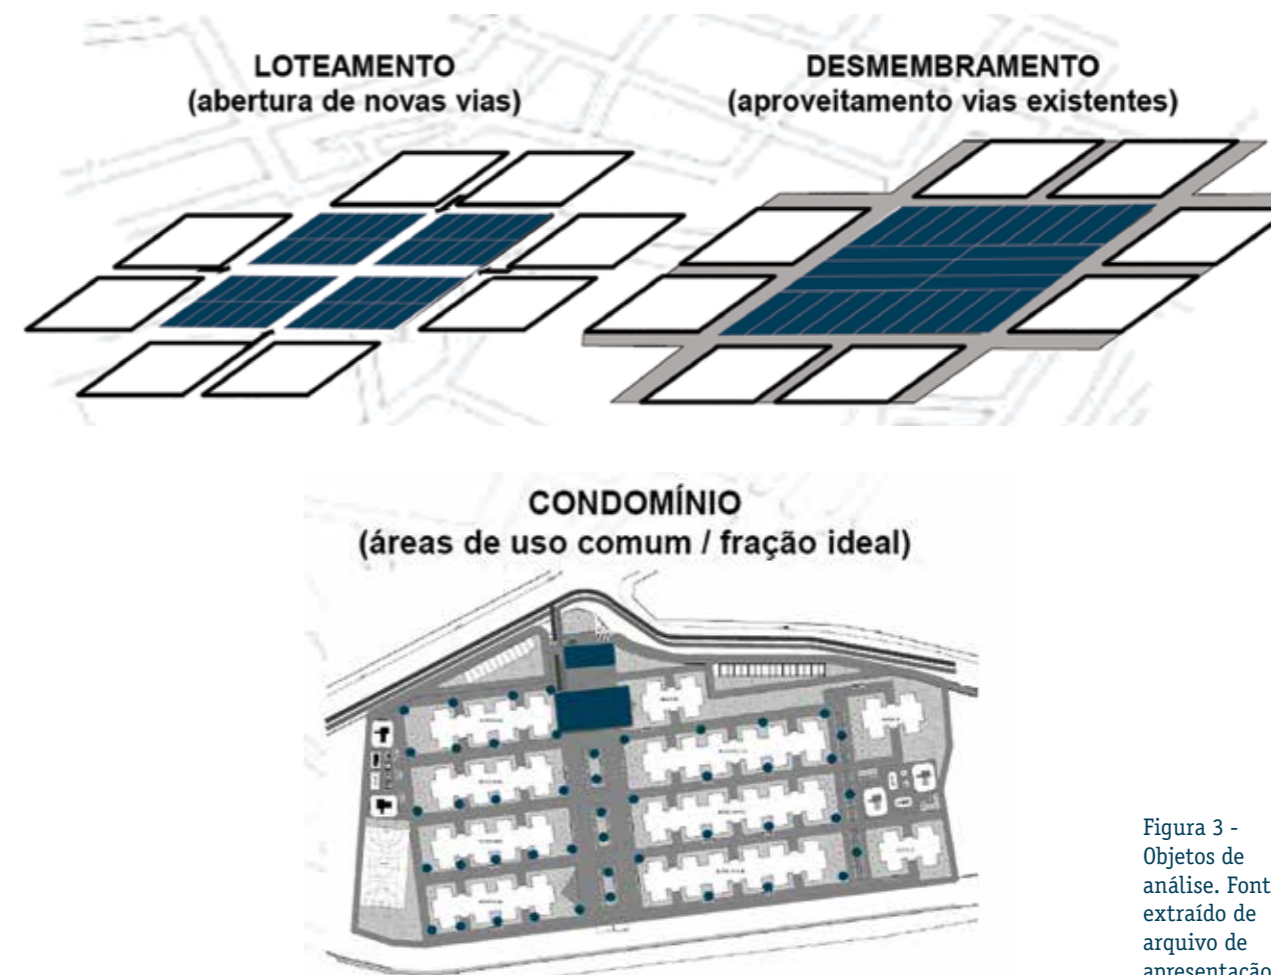 LOTEAMENTO
(abertura de novas vias)
DESMEMBRAMENTO
(aproveitamento vias existentes)
CONDOMÍNIO
(áreas de uso comum / fração ideal)
Figura 3 -
Objetos de
análise. Font
extraído de
arquivo de
apresentação